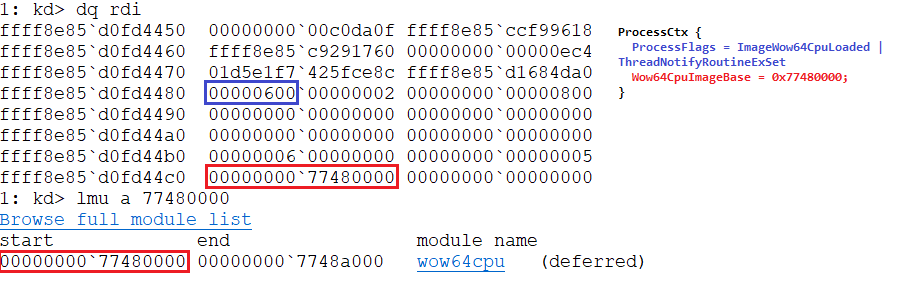 1: kd> dq rdi
ffff8e85`d0fd4450  00000000`00c0da0f ffff8e85`ccf99618
ffff8e85`d0fd4460  ffff8e85`c9291760 00000000`00000ec4
ffff8e85`d0fd4470  01d5e1f7`425fce8c ffff8e85`d1684da0
ffff8e85`d0fd4480  00000600`00000002 00000000`00000800
ffff8e85`d0fd4490  00000000`00000000 00000000`00000000
ffff8e85`d0fd44a0  00000000`00000000 00000000`00000000
ffff8e85`d0fd44b0  00000006`00000000 00000000`00000005
ffff8e85`d0fd44c0  00000000`77480000 00000000`00000000
1: kd> lmu a 77480000
Browse full module list
start             end                 module name
00000000`77480000 00000000`7748a000   wow64cpu   (deferred)
ProcessCtx {
ProcessFlags = ImageWow64CpuLoaded |
ThreadNotifyRoutineExSet
Wow64CpuImageBase = 0x77480000;
}